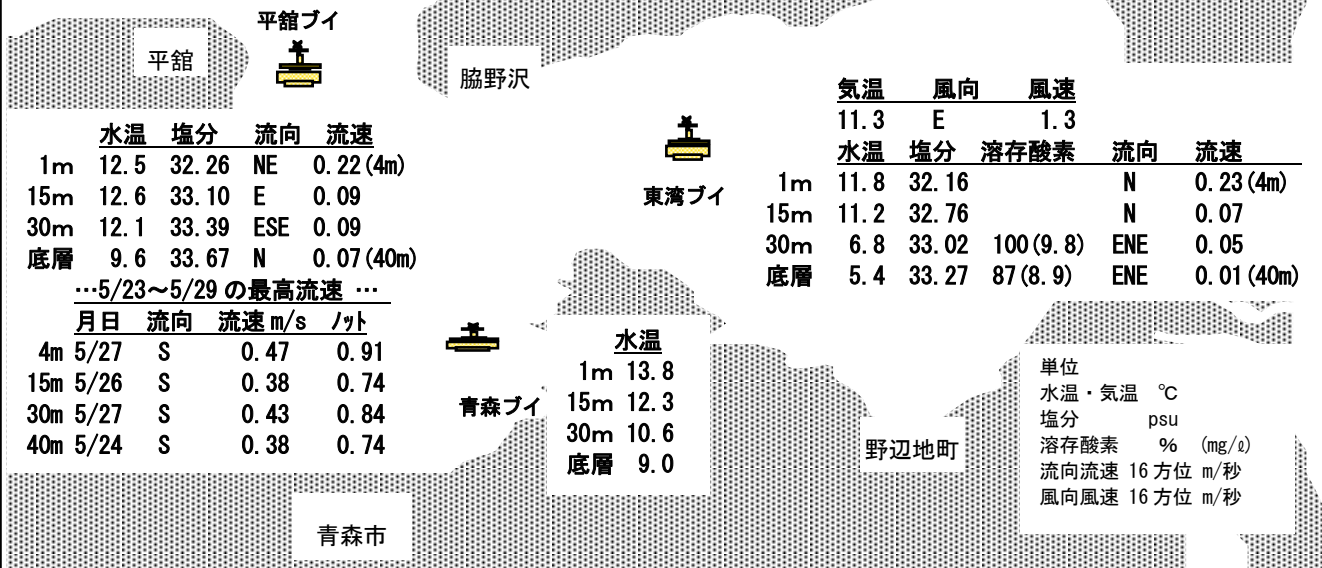 平舘ブイ
平舘
脇野沢
水温 塩分 流向 流速
1m 12.5 32.26 NE 0.22(4m)
15m 12.6 33.10 E 0.09
30m 12.1 33.39 ESE 0.09
底層 9.6 33.67 N 0.07(40m)
…5/23～5/29の最高流速 …
月日 流向 流速m/s ﾉｯﾄ
4m 5/27 S 0.47 0.91
15m 5/26 S 0.38 0.74
30m 5/27 S 0.43 0.84
40m 5/24 S 0.38 0.74
東湾ブイ
気温 風向 風速
11.3 E 1.3
水温 塩分 溶存酸素 流向 流速
1m 11.8 32.16 N 0.23(4m)
15m 11.2 32.76 N 0.07
30m 6.8 33.02 100(9.8) ENE 0.05
底層 5.4 33.27 87(8.9) ENE 0.01(40m)
青森ブイ
水温
1m 13.8
15m 12.3
30m 10.6
底層 9.0
青森市
野辺地町
単位
水温・気温 ℃
塩分 psu
溶存酸素 % (mg/ℓ)
流向流速 16方位 m/秒
風向風速 16方位 m/秒